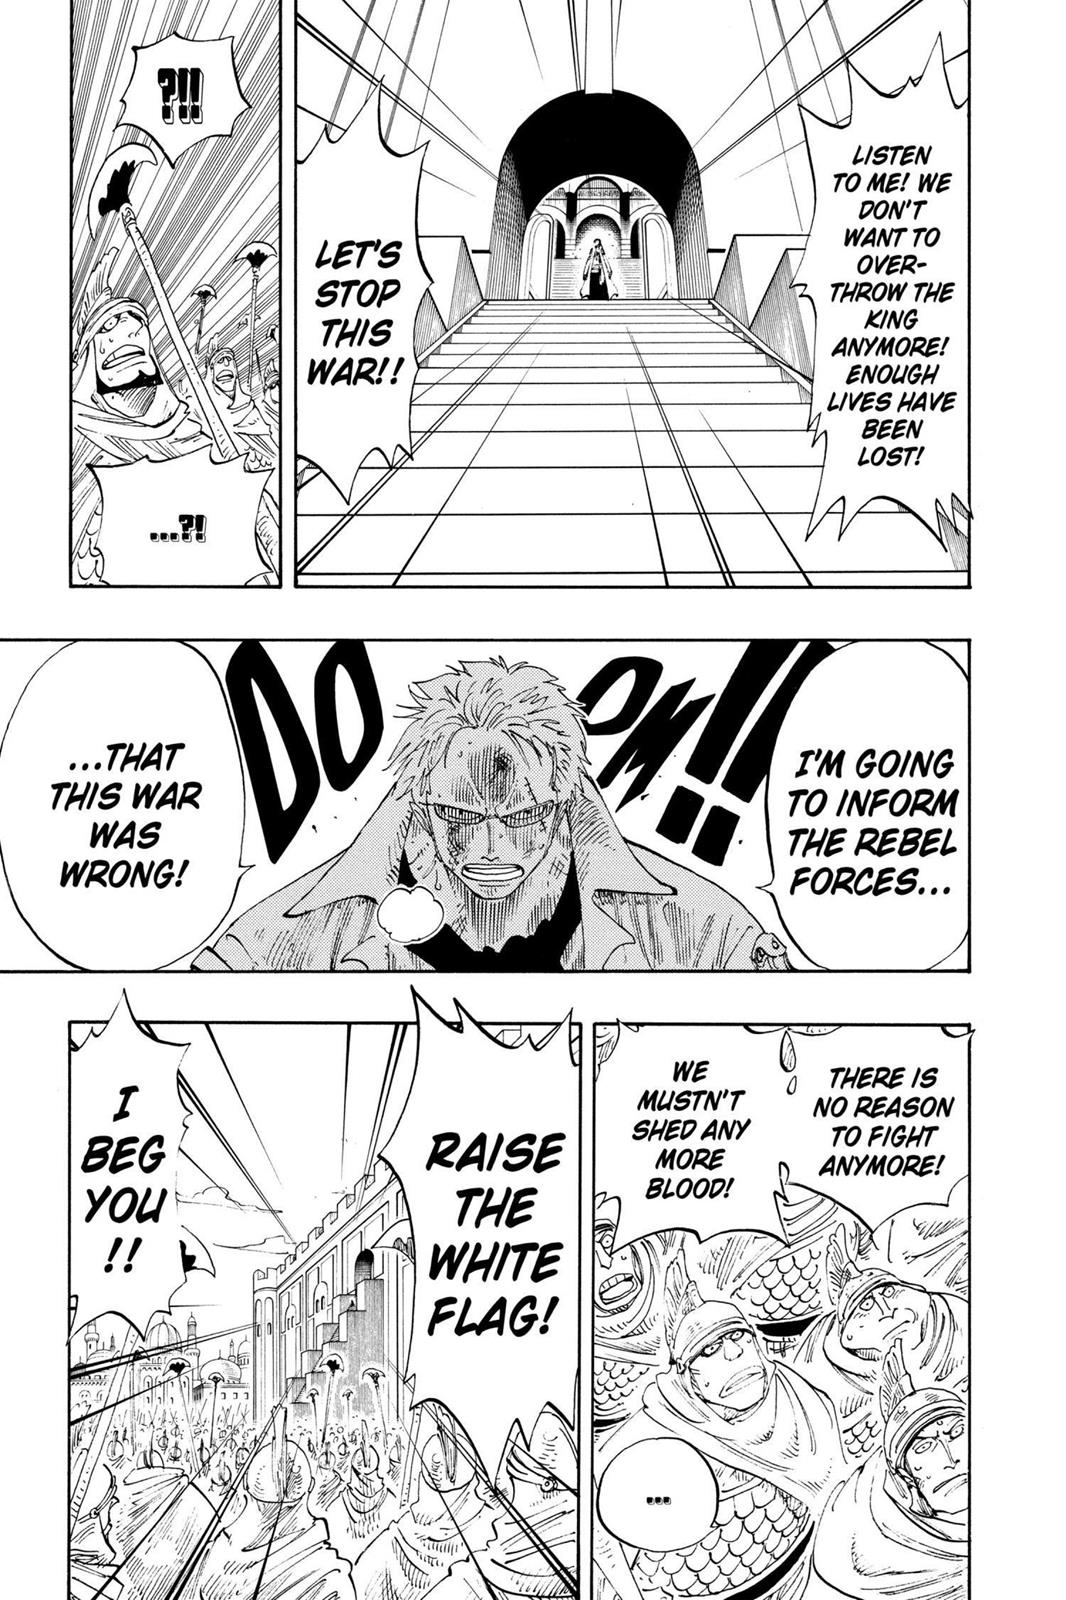 LISTEN
TO ME! WE
DON'T
WANT TO
OVER-
THROW THE
KING
ANYMORE!
ENOUGH
LIVES HAVE
BEEN
LOST!
LET'S
STOP
THIS
WAR!!
?!!
...?!
I'M GOING
TO INFORM
THE REBEL
FORCES...
DOOM!!
...THAT
THIS WAR
WAS
WRONG!
THERE IS
NO REASON
TO FIGHT
ANYMORE!
WE
MUSTN'T
SHED ANY
MORE
BLOOD!
...
RAISE
THE
WHITE
FLAG!
I
BEG
YOU
!!